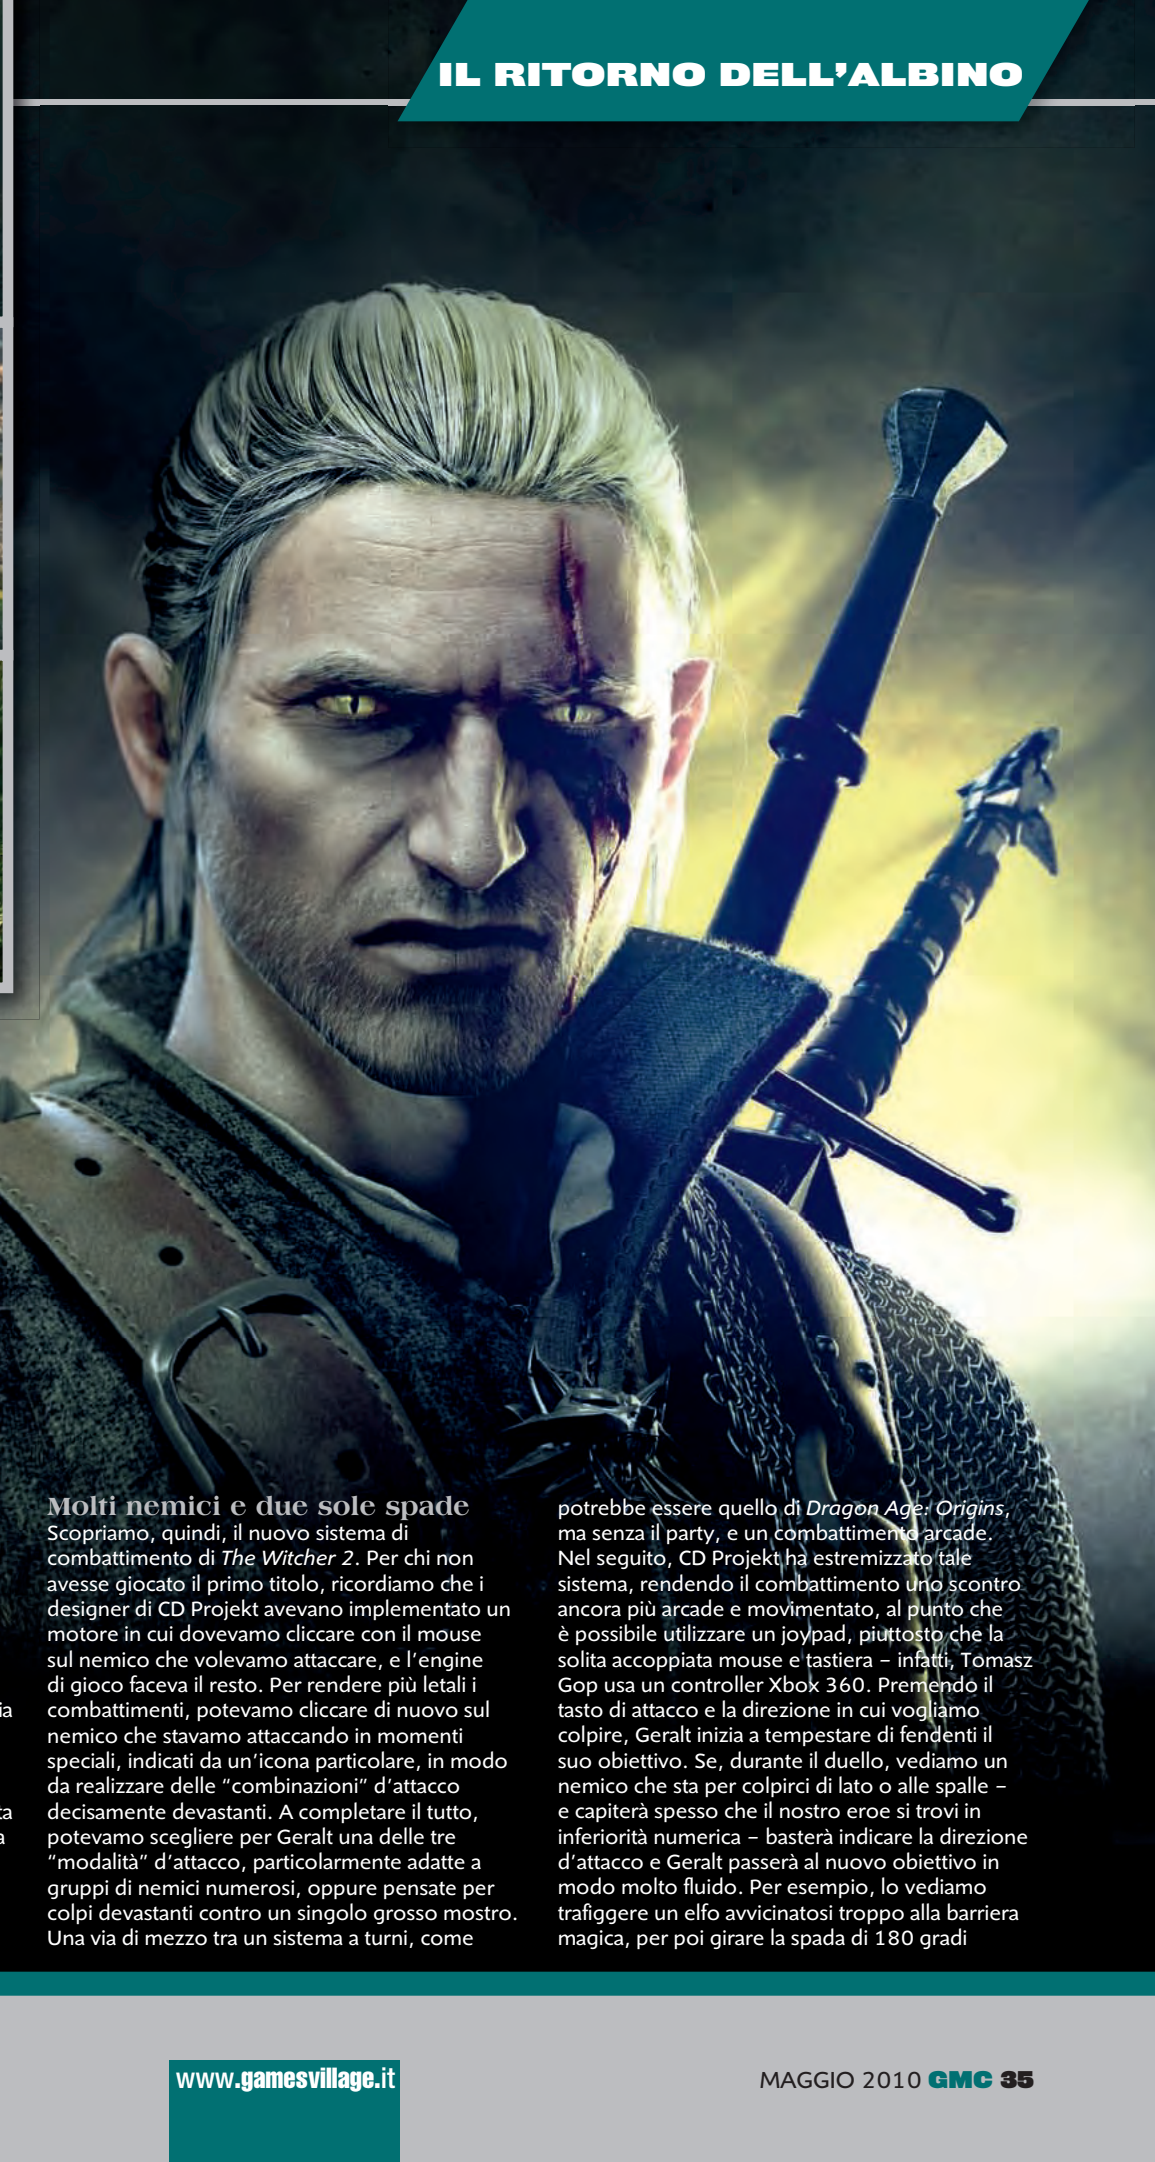 IL RITORNO DELL'ALBINO
Molti nemici e due sole spade
Scopriamo, quindi, il nuovo sistema di
combattimento di The Witcher 2. Per chi non
avesse giocato il primo titolo, ricordiamo che i
designer di CD Projekt avevano implementato un
motore in cui dovevamo cliccare con il mouse
sul nemico che volevamo attaccare, e l'engine
di gioco faceva il resto. Per rendere più letali i
combattimenti, potevamo cliccare di nuovo sul
nemico che stavamo attaccando in momenti
speciali, indicati da un'icona particolare, in modo
da realizzare delle “combinazioni” d'attacco
decisamente devastanti. A completare il tutto,
potevamo scegliere per Geralt una delle tre
“modalità” d'attacco, particolarmente adatte a
gruppi di nemici numerosi, oppure pensate per
colpi devastanti contro un singolo grosso mostro.
Una via di mezzo tra un sistema a turni, come
potrebbe essere quello di Dragon Age: Origins,
ma senza il party, e un combattimento arcade.
Nel seguito, CD Projekt ha estremizzato tale
sistema, rendendo il combattimento uno scontro
ancora più arcade e movimentato, al punto che
è possibile utilizzare un joypad, piuttosto che la
solita accoppiata mouse e tastiera – infatti, Tomasz
Gop usa un controller Xbox 360. Premendo il
tasto di attacco e la direzione in cui vogliamo
colpire, Geralt inizia a tempestare di fendenti il
suo obiettivo. Se, durante il duello, vediamo un
nemico che sta per colpirci di lato o alle spalle –
e capiterà spesso che il nostro eroe si trovi in
inferiorità numerica – basterà indicare la direzione
d'attacco e Geralt passerà al nuovo obiettivo in
modo molto fluido. Per esempio, lo vediamo
trafiggere un elfo avvicinatosi troppo alla barriera
magica, per poi girare la spada di 180 gradi
www.gamesvillage.it
MAGGIO 2010 GMC 35